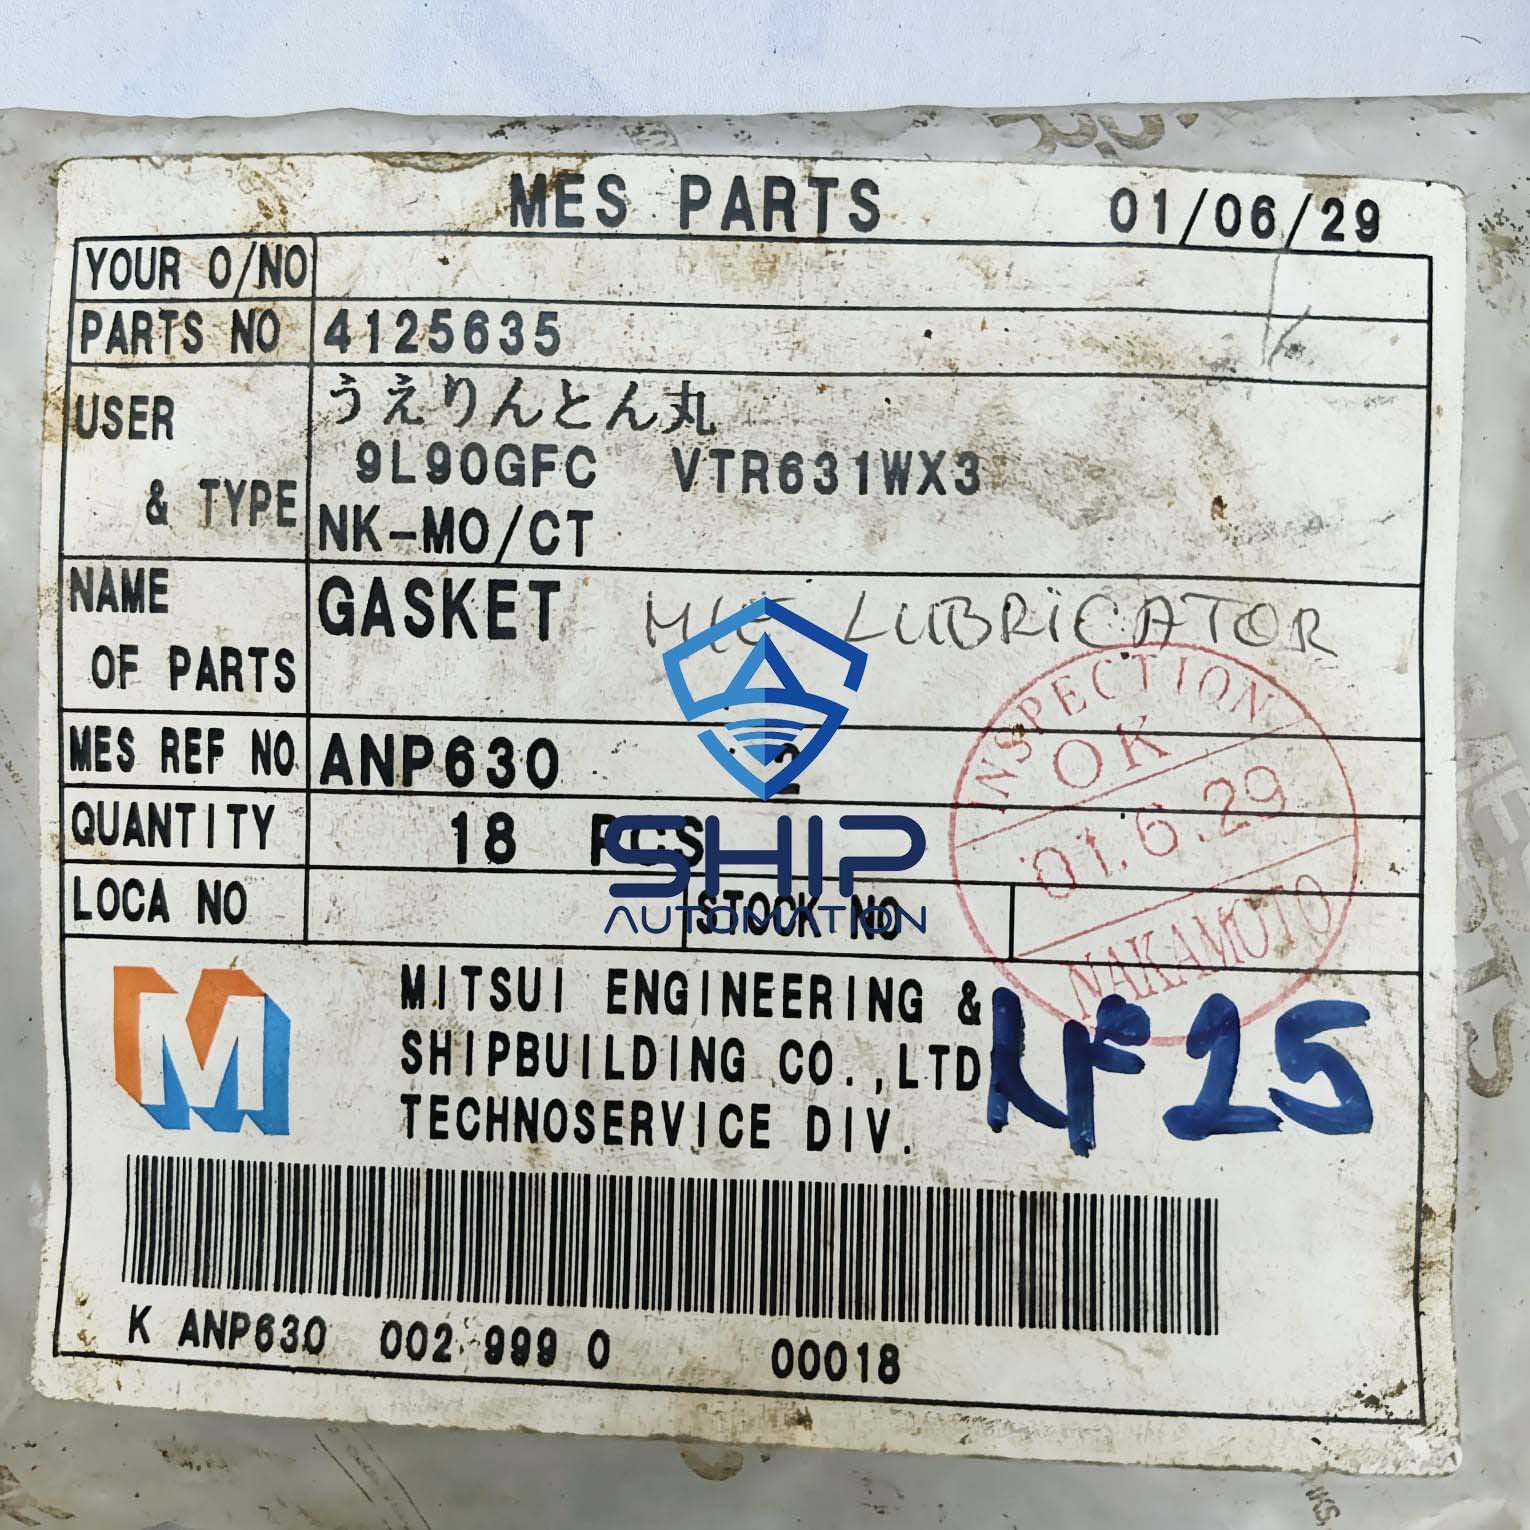 MES PARTS 01/06/29
YOUR O/NO
PARTS NO 4125635
USER & TYPE うえりんとん丸
9L90GFC VTR631WX3
NK-MO/CT
NAME OF PARTS GASKET M/E LUBRICATOR
MES REF NO ANP630 2
QUANTITY 18 PCS
LOCA NO STOCK NO
INSPECTION
OK
01.6.29
NAKAMOTO
SHIP
AUTOMATION
MITSUI ENGINEERING &
SHIPBUILDING CO.,LTD
TECHNOSERVICE DIV.
LF25
K ANP630 002 999 0 00018